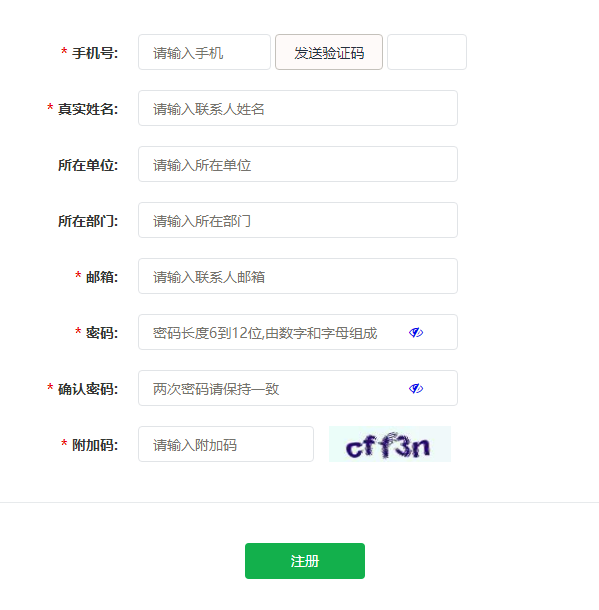 * 手机号: 请输入手机 发送验证码
* 真实姓名: 请输入联系人姓名
所在单位: 请输入所在单位
所在部门: 请输入所在部门
* 邮箱: 请输入联系人邮箱
* 密码: 密码长度6到12位,由数字和字母组成
* 确认密码: 两次密码请保持一致
* 附加码: 请输入附加码 cff3n
注册